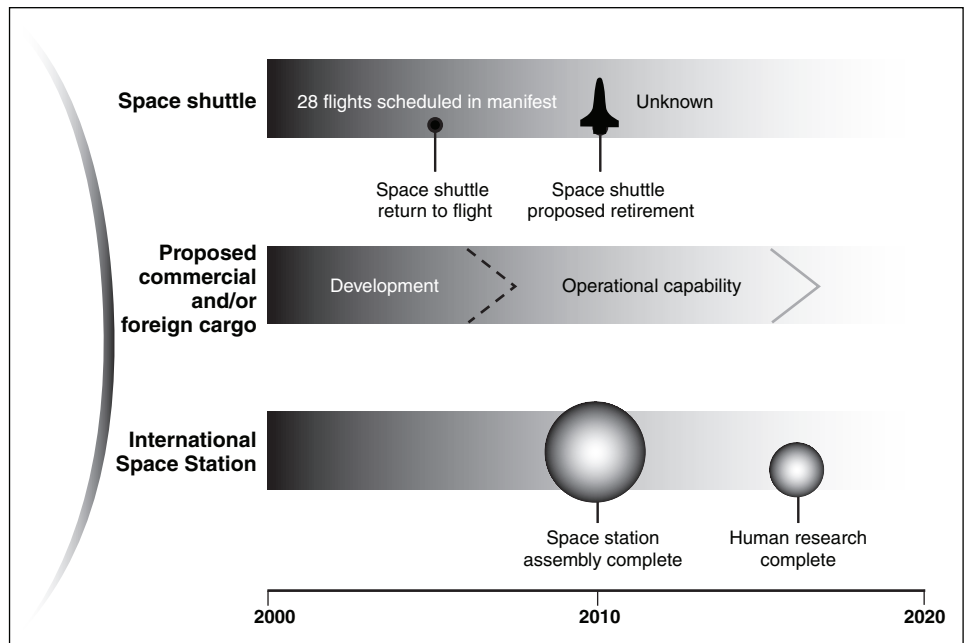 Space shuttle
28 flights scheduled in manifest
Unknown
Space shuttle
return to flight
Space shuttle
proposed retirement
Proposed
commercial
and/or
foreign cargo
Development
Operational capability
International
Space Station
Space station
assembly complete
Human research
complete
2000
2010
2020